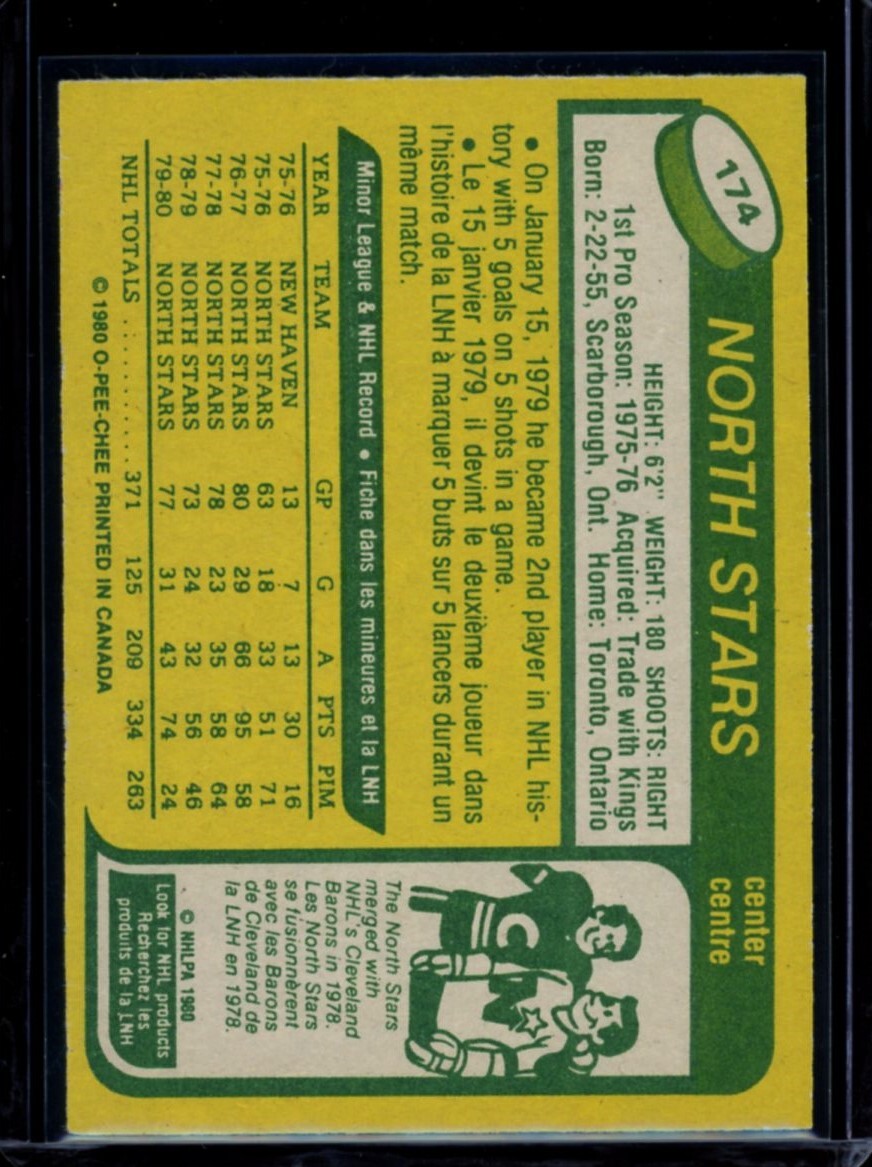 174
NORTH STARS
center
centre
HEIGHT: 6'2" WEIGHT: 180 SHOOTS: RIGHT
1st Pro Season: 1975-76 Acquired: Trade with Kings
Born: 2-22-55, Scarborough, Ont. Home: Toronto, Ontario
• On January 15, 1979 he became 2nd player in NHL his-
tory with 5 goals on 5 shots in a game.
• Le 15 janvier 1979, il devint le deuxième joueur dans
l'histoire de la LNH à marquer 5 buts sur 5 lancers durant un
même match.
Minor League & NHL Record • Fiche dans les mineures et la LNH
YEAR TEAM GP G A PTS PIM
75-76 NEW HAVEN 13 7 13 30 16
75-76 NORTH STARS 63 18 33 51 71
76-77 NORTH STARS 80 29 66 95 58
77-78 NORTH STARS 78 23 35 58 64
78-79 NORTH STARS 73 24 32 56 46
79-80 NORTH STARS 77 31 43 74 24
NHL TOTALS .......... 371 125 209 334 263
© 1980 O-PEE-CHEE PRINTED IN CANADA
C
N
The North Stars
merged with
NHL's Cleveland
Barons in 1978.
Les North Stars
se fusionnèrent
avec les Barons
de Cleveland de
la LNH en 1978.
© NHLPA 1980
Look for NHL products
Recherchez les
produits de la LNH